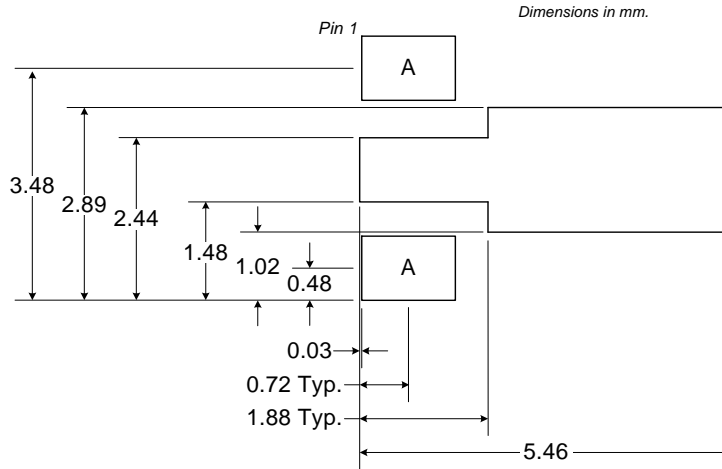 Dimensions in mm.
Pin 1
A
3.48
2.89
2.44
1.48
1.02
0.48
A
0.03
0.72 Typ.
1.88 Typ.
5.46